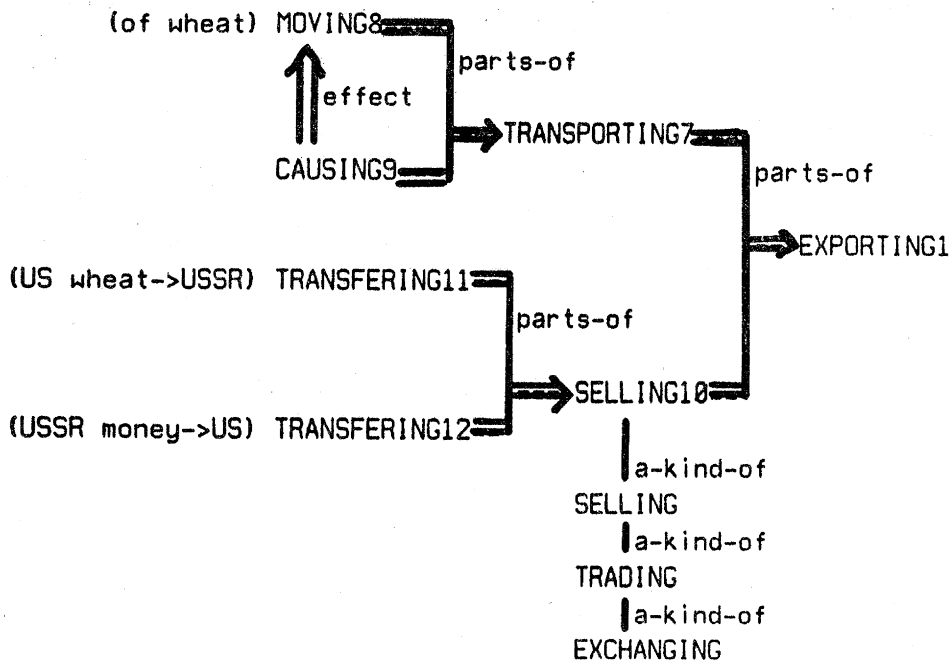 (of wheat) MOVING8
parts-of
effect
TRANSPORTING7
CAUSING9
parts-of
EXPORTING1
(US wheat->USSR) TRANSFERING11
parts-of
SELLING10
(USSR money->US) TRANSFERING12
a-kind-of
SELLING
a-kind-of
TRADING
a-kind-of
EXCHANGING